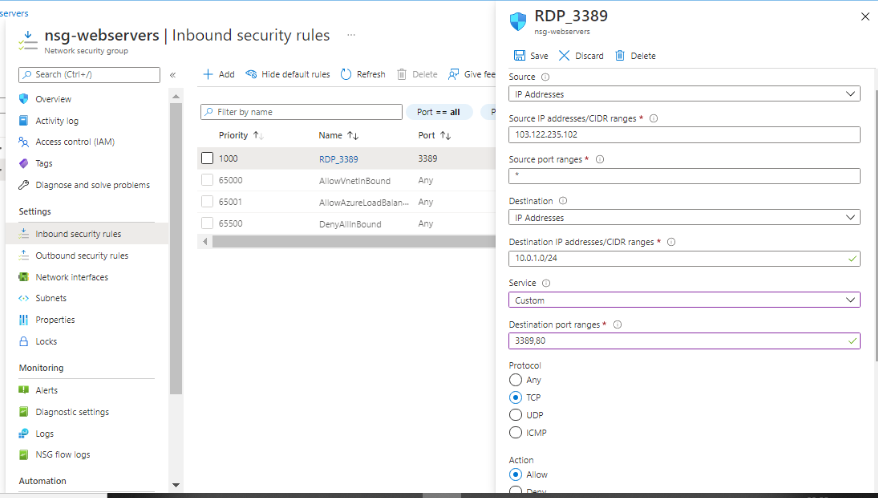 servers
nsg-webservers | Inbound security rules ...
Network security group
Search (Ctrl+/)
«
Overview
Activity log
Access control (IAM)
Tags
Diagnose and solve problems
Settings
Inbound security rules
Outbound security rules
Network interfaces
Subnets
Properties
Locks
Monitoring
Alerts
Diagnostic settings
Logs
NSG flow logs
Automation
Add Hide default rules Refresh Delete Give fee
Filter by name Port == all P
Priority ↑↓ Name ↑↓ Port ↑↓
1000 RDP_3389 3389
65000 AllowVnetInBound Any
65001 AllowAzureLoadBalan... Any
65500 DenyAllInBound Any
RDP_3389
nsg-webservers
Save Discard Delete
Source
IP Addresses
Source IP addresses/CIDR ranges *
103.122.235.102
Source port ranges *
*
Destination
IP Addresses
Destination IP addresses/CIDR ranges *
10.0.1.0/24
Service
Custom
Destination port ranges *
3389,80
Protocol
Any
TCP
UDP
ICMP
Action
Allow
Deny